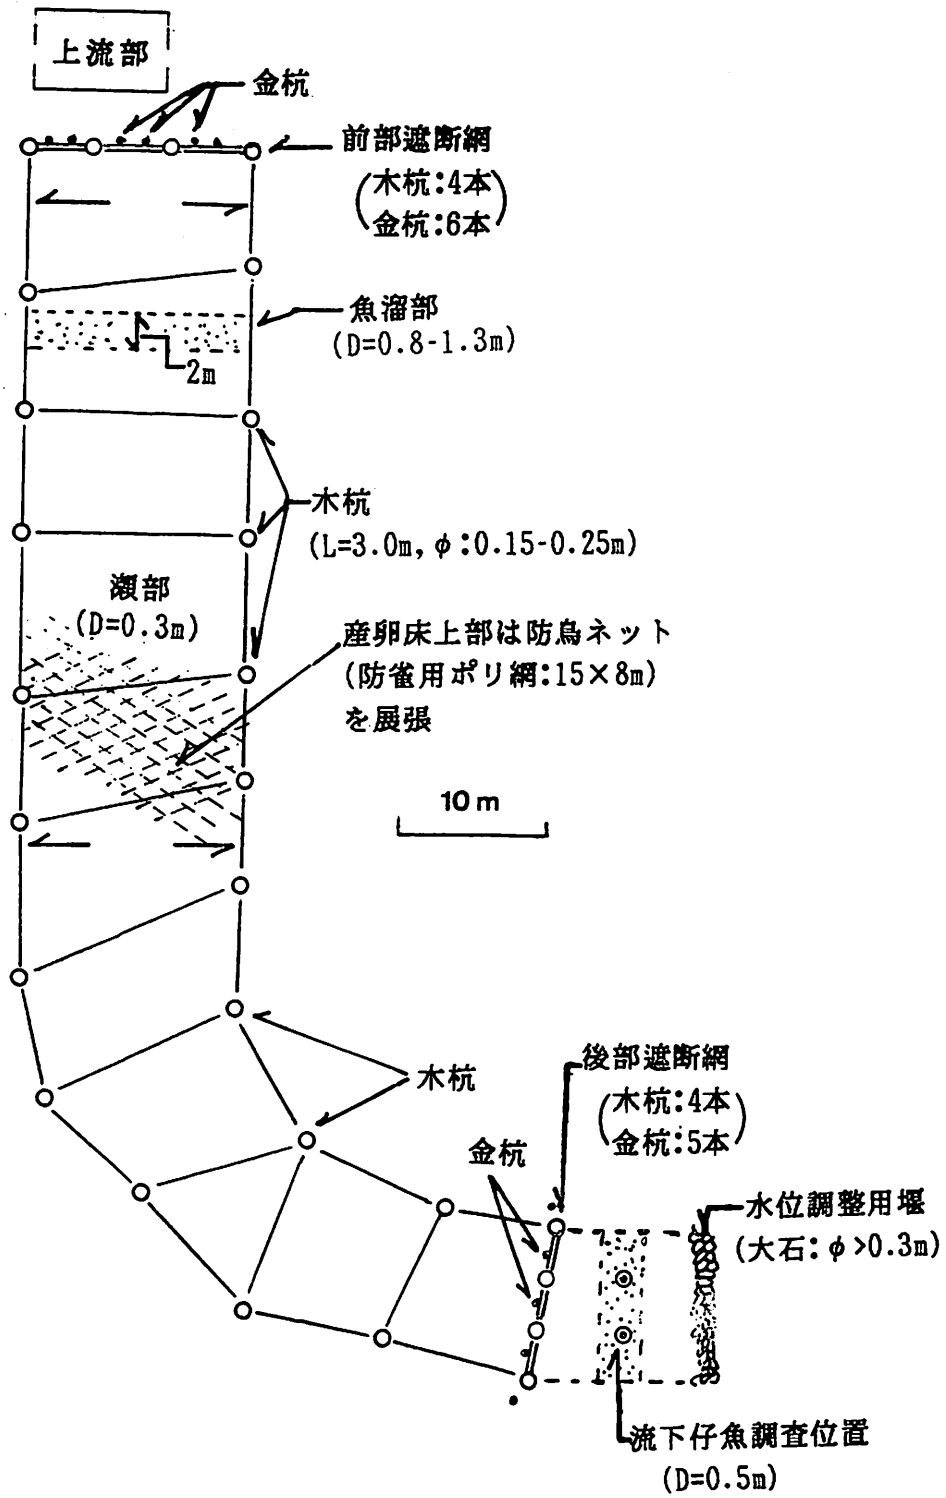 上流部
金杭
前部遮断網
(木杭:4本
金杭:6本)
魚溜部
(D=0.8-1.3m)
2m
木杭
(L=3.0m, φ:0.15-0.25m)
瀬部
(D=0.3m)
産卵床上部は防鳥ネット
(防雀用ポリ網:15×8m)
を展張
10m
木杭
後部遮断網
(木杭:4本
金杭:5本)
金杭
水位調整用堰
(大石:φ>0.3m)
流下仔魚調査位置
(D=0.5m)